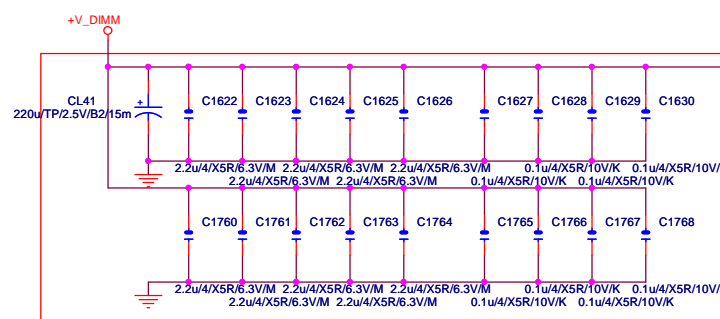 +V_DIMM
CL41
220u/TP/2.5V/B2/15m
+
C1622
C1623
C1624
C1625
C1626
C1627
C1628
C1629
C1630
2.2u/4/X5R/6.3V/M 2.2u/4/X5R/6.3V/M 2.2u/4/X5R/6.3V/M 0.1u/4/X5R/10V/K 0.1u/4/X5R/10V/
2.2u/4/X5R/6.3V/M 2.2u/4/X5R/6.3V/M 0.1u/4/X5R/10V/K 0.1u/4/X5R/10V/K
C1760
C1761
C1762
C1763
C1764
C1765
C1766
C1767
C1768
2.2u/4/X5R/6.3V/M 2.2u/4/X5R/6.3V/M 2.2u/4/X5R/6.3V/M 0.1u/4/X5R/10V/K 0.1u/4/X5R/10V/
2.2u/4/X5R/6.3V/M 2.2u/4/X5R/6.3V/M 0.1u/4/X5R/10V/K 0.1u/4/X5R/10V/K